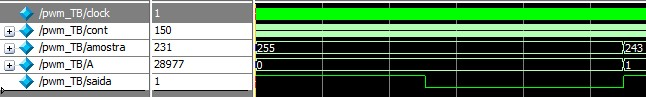 /pwm_TB/clock 1
/pwm_TB/cont 150
/pwm_TB/amostra 231 255 243
/pwm_TB/A 28977 0 1
/pwm_TB/saida 1